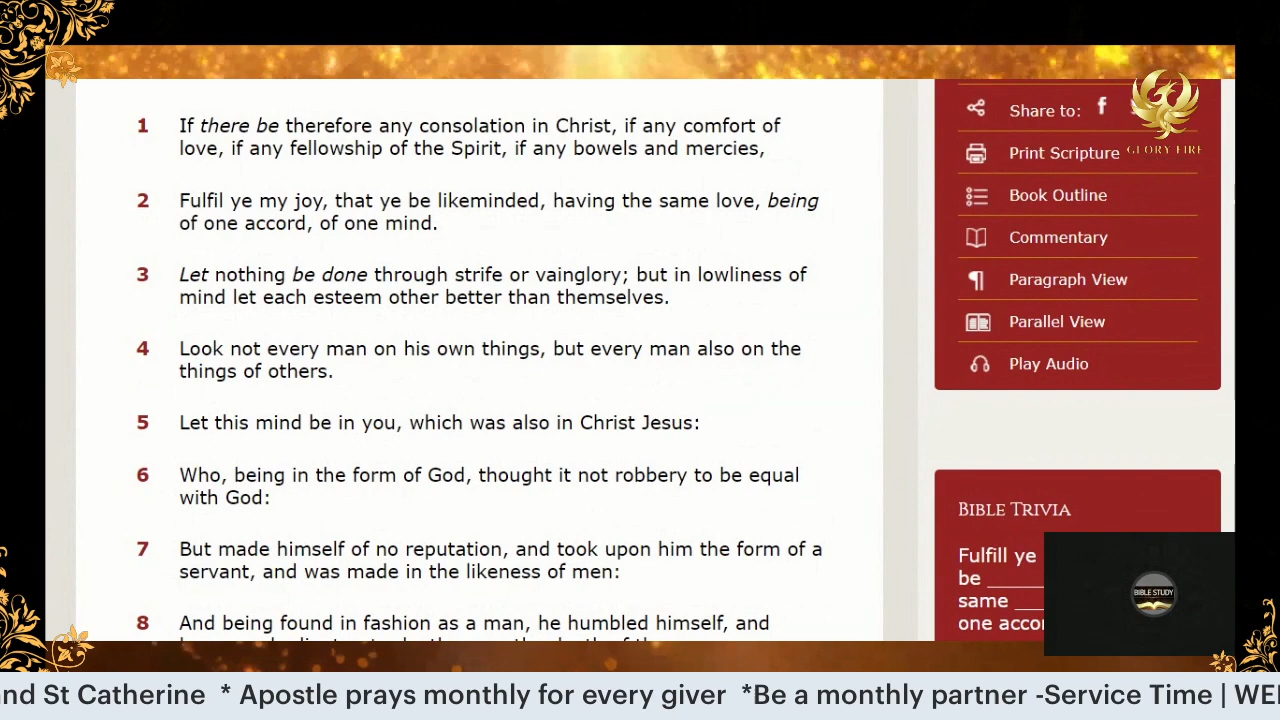 1 If there be therefore any consolation in Christ, if any comfort of
love, if any fellowship of the Spirit, if any bowels and mercies,
2 Fulfil ye my joy, that ye be likeminded, having the same love, being
of one accord, of one mind.
3 Let nothing be done through strife or vainglory; but in lowliness of
mind let each esteem other better than themselves.
4 Look not every man on his own things, but every man also on the
things of others.
5 Let this mind be in you, which was also in Christ Jesus:
6 Who, being in the form of God, thought it not robbery to be equal
with God:
7 But made himself of no reputation, and took upon him the form of a
servant, and was made in the likeness of men:
8 And being found in fashion as a man, he humbled himself, and
Share to:
GLORY FIRE
Print Scripture
Book Outline
Commentary
Paragraph View
Parallel View
Play Audio
BIBLE TRIVIA
Fulfill ye
be ______
same ___
one accor
BIBLE STUDY
nd St Catherine * Apostle prays monthly for every giver *Be a monthly partner -Service Time | WE